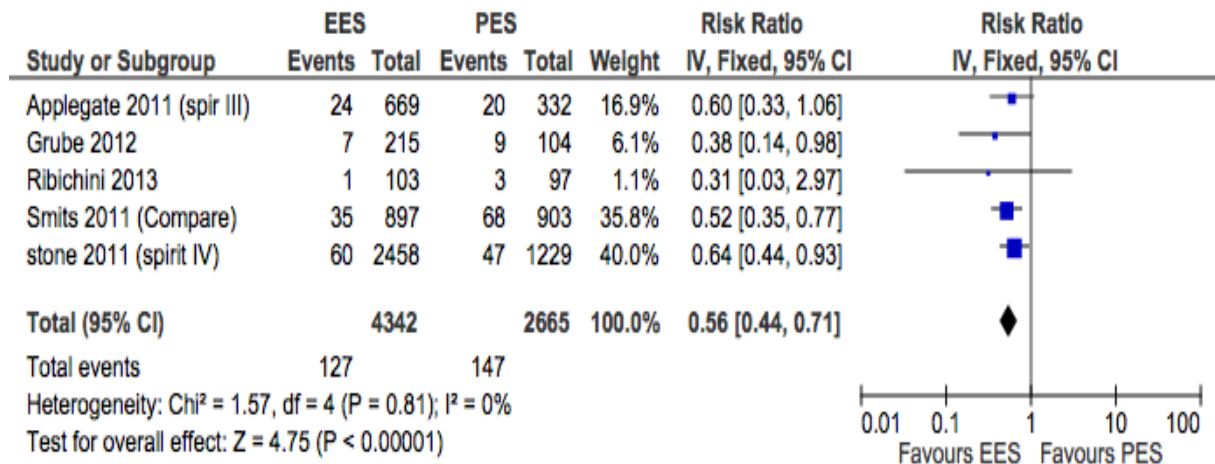 EES PES Risk Ratio Risk Ratio
Study or Subgroup Events Total Events Total Weight IV, Fixed, 95% CI IV, Fixed, 95% CI
Applegate 2011 (spir III) 24 669 20 332 16.9% 0.60 [0.33, 1.06]
Grube 2012 7 215 9 104 6.1% 0.38 [0.14, 0.98]
Ribichini 2013 1 103 3 97 1.1% 0.31 [0.03, 2.97]
Smits 2011 (Compare) 35 897 68 903 35.8% 0.52 [0.35, 0.77]
stone 2011 (spirit IV) 60 2458 47 1229 40.0% 0.64 [0.44, 0.93]
Total (95% CI) 4342 2665 100.0% 0.56 [0.44, 0.71]
Total events 127 147
Heterogeneity: Chi² = 1.57, df = 4 (P = 0.81); I² = 0%
Test for overall effect: Z = 4.75 (P < 0.00001)
0.01 0.1 1 10 100
Favours EES Favours PES